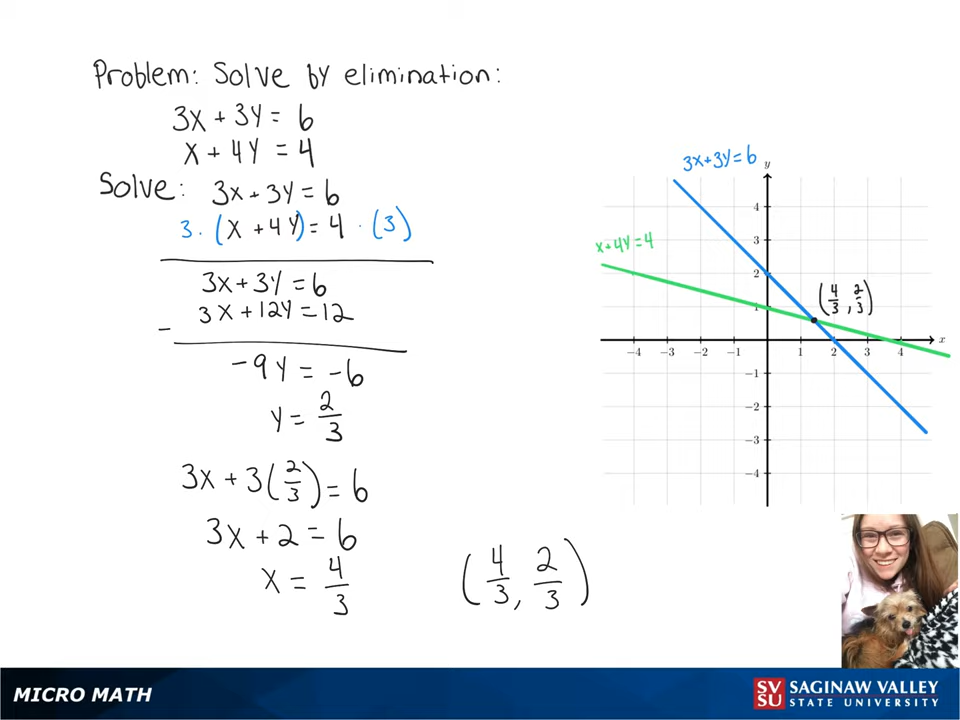 Problem: Solve by elimination:
3x + 3y = 6
x + 4y = 4
Solve: 3x + 3y = 6
3 · (x + 4y) = 4 · (3)
3x + 3y = 6
- 3x + 12y = 12
-9y = -6
y = 2/3
3x + 3(2/3) = 6
3x + 2 = 6
x = 4/3
(4/3, 2/3)
3x+3y=6
y
x+4y=4
(4/3, 2/3)
x
4
3
2
1
−4 −3 −2 −1 1 2 3 4
−1
−2
−3
−4
MICRO MATH
SV SU
SAGINAW VALLEY
STATE UNIVERSITY